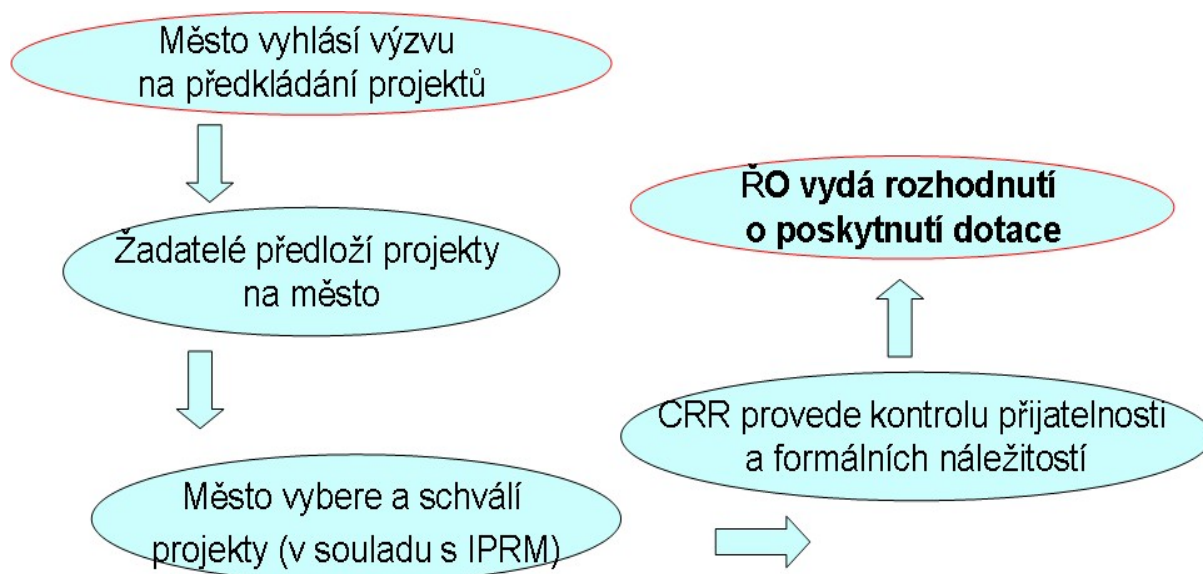 Město vyhlásí výzvu
na předkládání projektů
Žadatelé předloží projekty
na město
Město vybere a schválí
projekty (v souladu s IPRM)
CRR provede kontrolu přijatelnosti
a formálních náležitostí
ŘO vydá rozhodnutí
o poskytnutí dotace